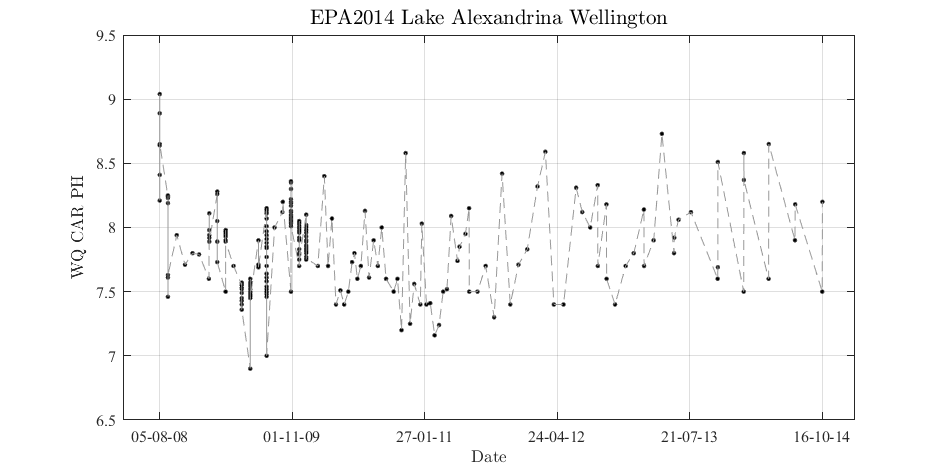 EPA2014 Lake Alexandrina Wellington
9.5
9
8.5
8
7.5
7
6.5
WQ CAR PH
05-08-08 01-11-09 27-01-11 24-04-12 21-07-13 16-10-14
Date